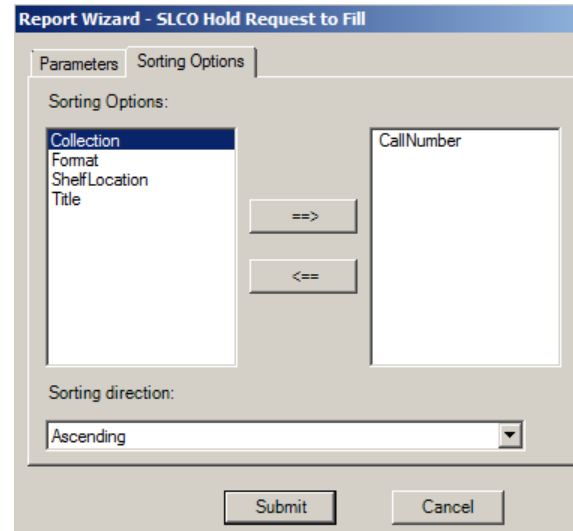 Report Wizard - SLCO Hold Request to Fill
Parameters
Sorting Options
Sorting Options:
Collection
Format
ShelfLocation
Title
CallNumber
==>
<==
Sorting direction:
Ascending
Submit
Cancel